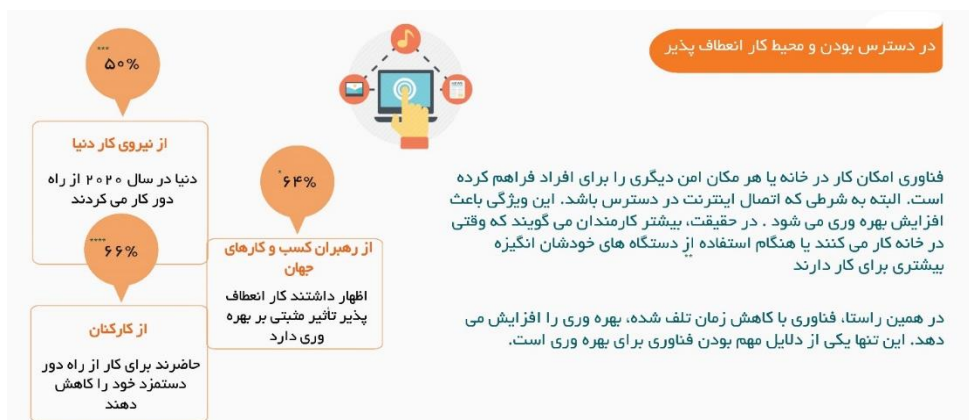 در دسترس بودن و محیط کار انعطاف پذیر
فناوری امکان کار در خانه یا هر مکان امن دیگری را برای افراد فراهم کرده
است. البته به شرطی که اتصال اینترنت در دسترس باشد. این ویژگی باعث
افزایش بهره وری می شود . در حقیقت، بیشتر کارمندان می گویند که وقتی
در خانه کار می کنند یا هنگام استفاده از دستگاه های خودشان انگیزه
بیشتری برای کار دارند
در همین راستا، فناوری با کاهش زمان تلف شده، بهره وری را افزایش می
دهد. این تنها یکی از دلایل مهم بودن فناوری برای بهره وری است.
*
۶۴%
از رهبران کسب و کارهای
جهان
اظهار داشتند کار انعطاف
پذیر تأثیر مثبتی بر بهره
وری دارد
***
۵۰%
از نیروی کار دنیا
دنیا در سال ۲۰۲۰ از راه
دور کار می کردند
****
۶۶%
از کارکنان
حاضرند برای کار از راه دور
دستمزد خود را کاهش
دهند